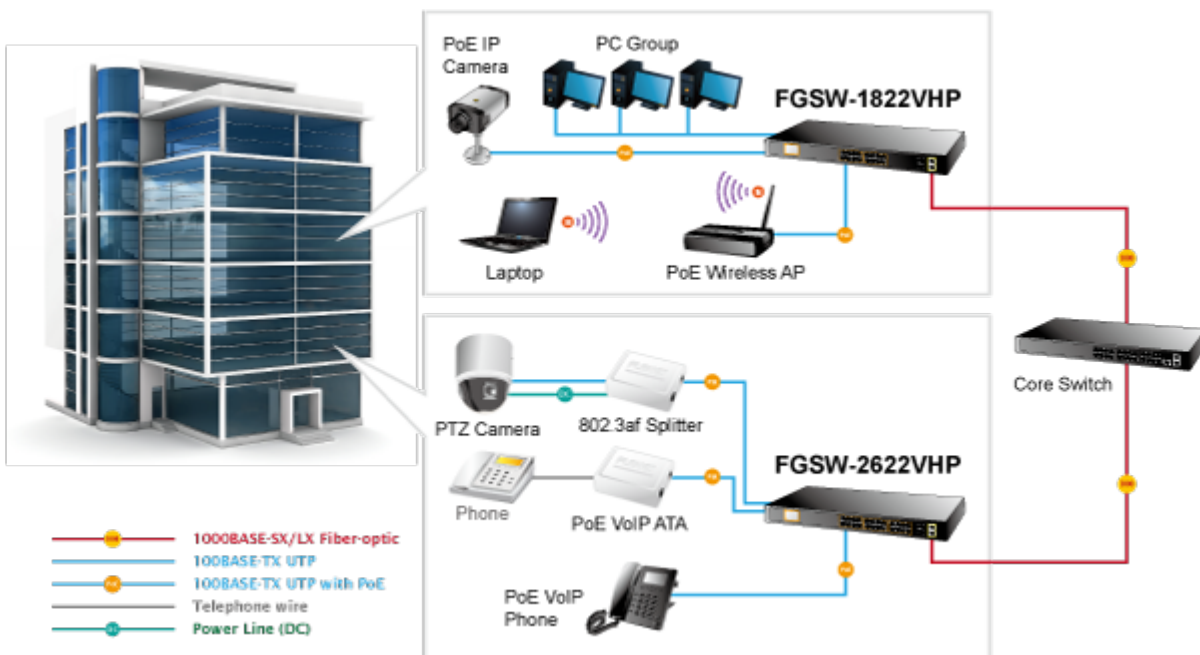 PoE IP
Camera
PC Group
FGSW-1822VHP
Laptop
PoE Wireless AP
Core Switch
PTZ Camera
802.3af Splitter
FGSW-2622VHP
Phone
PoE VoIP ATA
PoE VoIP
Phone
1000BASE-SX/LX Fiber-optic
100BASE-TX UTP
100BASE-TX UTP with PoE
Telephone wire
Power Line (DC)